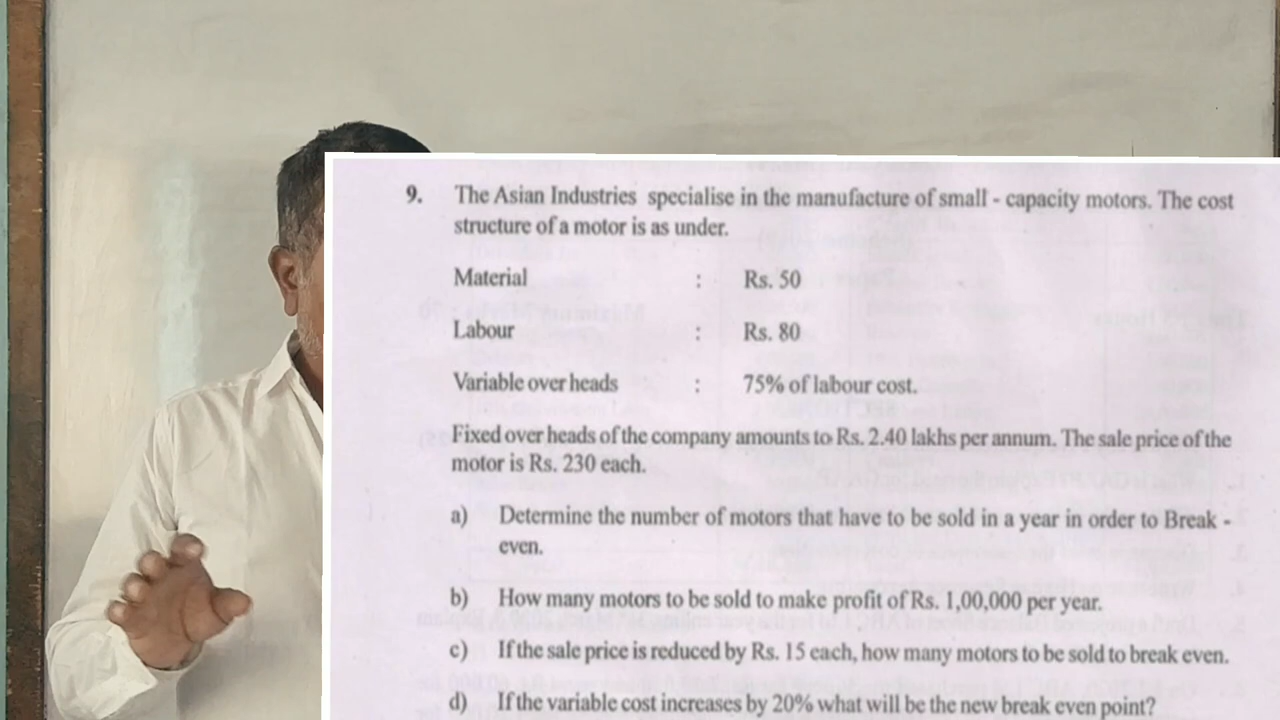 9. The Asian Industries specialise in the manufacture of small - capacity motors. The cost
structure of a motor is as under.
Material : Rs. 50
Labour : Rs. 80
Variable over heads : 75% of labour cost.
Fixed over heads of the company amounts to Rs. 2.40 lakhs per annum. The sale price of the
motor is Rs. 230 each.
a) Determine the number of motors that have to be sold in a year in order to Break -
even.
b) How many motors to be sold to make profit of Rs. 1,00,000 per year.
c) If the sale price is reduced by Rs. 15 each, how many motors to be sold to break even.
d) If the variable cost increases by 20% what will be the new break even point?